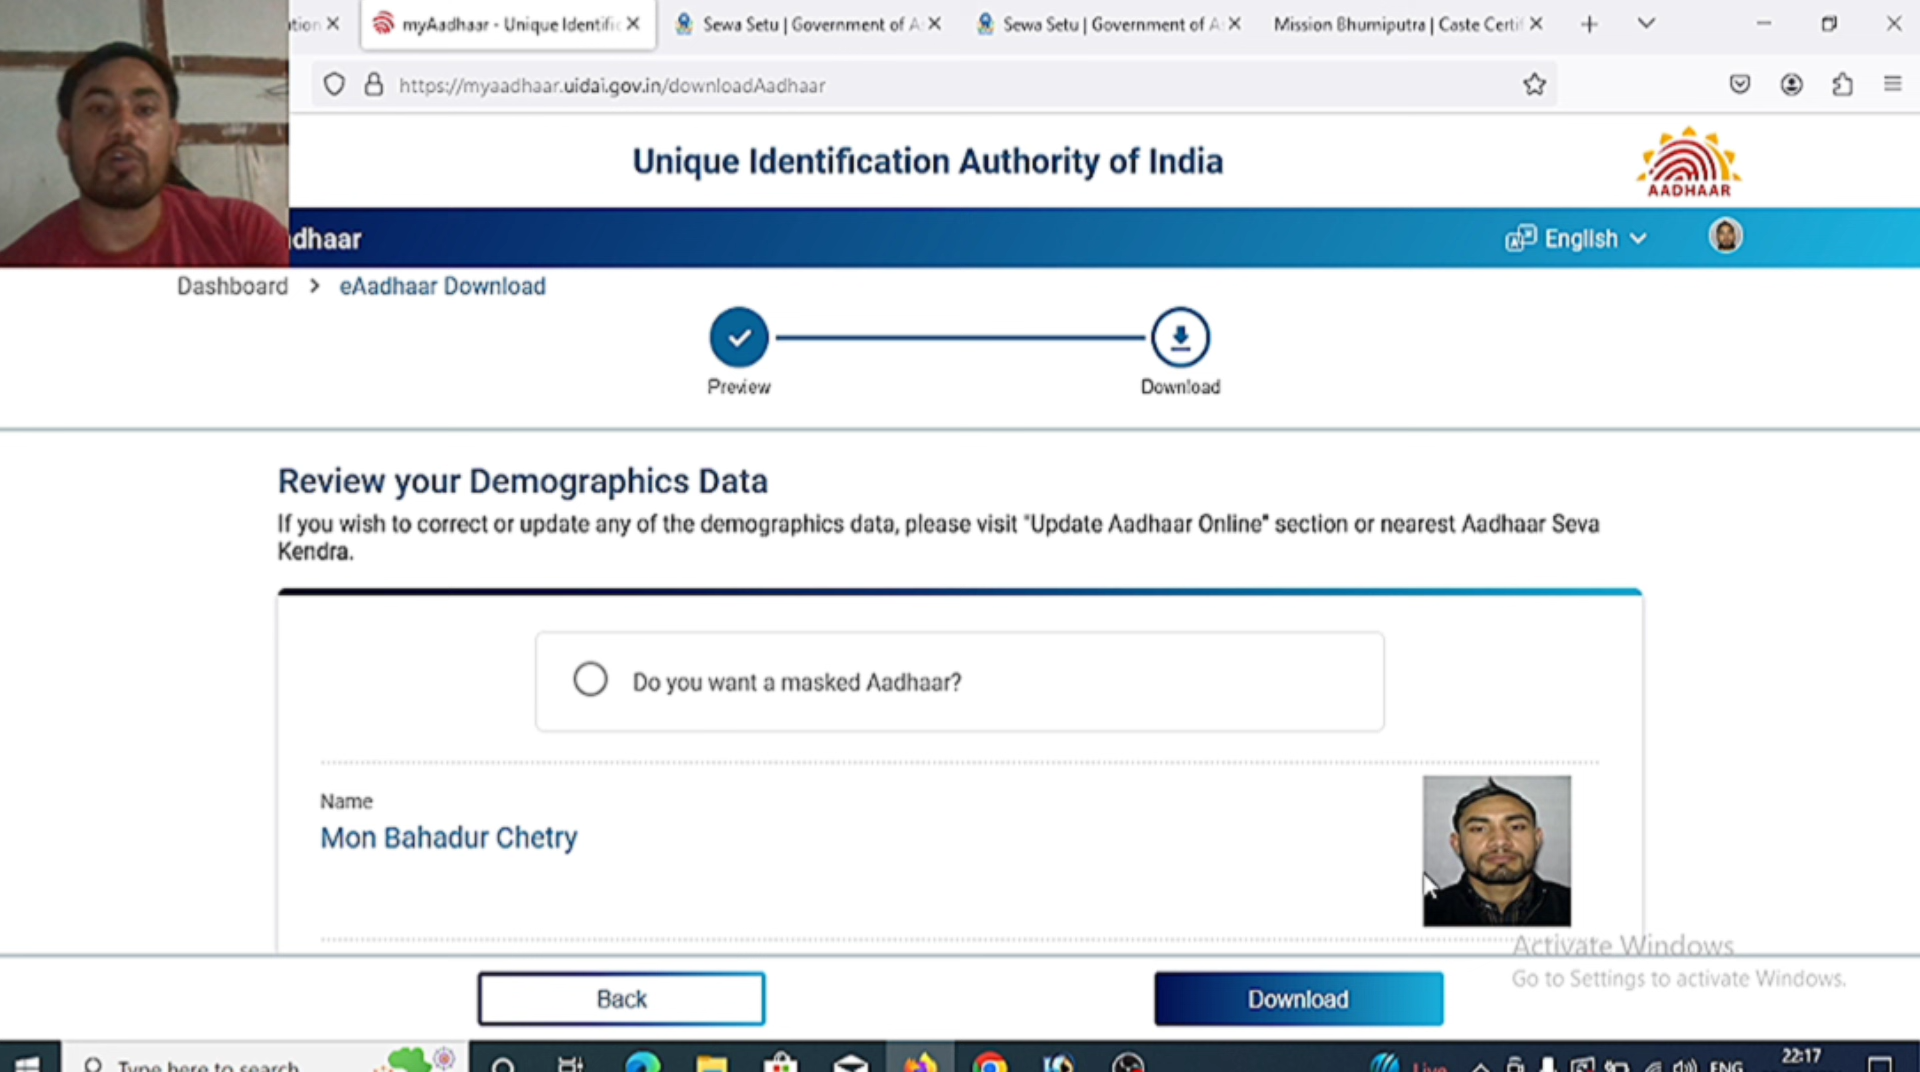 tion
myAadhaar - Unique Identific
Sewa Setu | Government of A
Sewa Setu | Government of A
Mission Bhumiputra | Caste Certif
https://myaadhaar.uidai.gov.in/downloadAadhaar
Unique Identification Authority of India
AADHAAR
dhaar
English
Dashboard > eAadhaar Download
Preview
Download
Review your Demographics Data
If you wish to correct or update any of the demographics data, please visit "Update Aadhaar Online" section or nearest Aadhaar Seva
Kendra.
Do you want a masked Aadhaar?
Name
Mon Bahadur Chetry
Activate Windows
Go to Settings to activate Windows.
Back
Download
Type here to search
Live
ENG
22:17